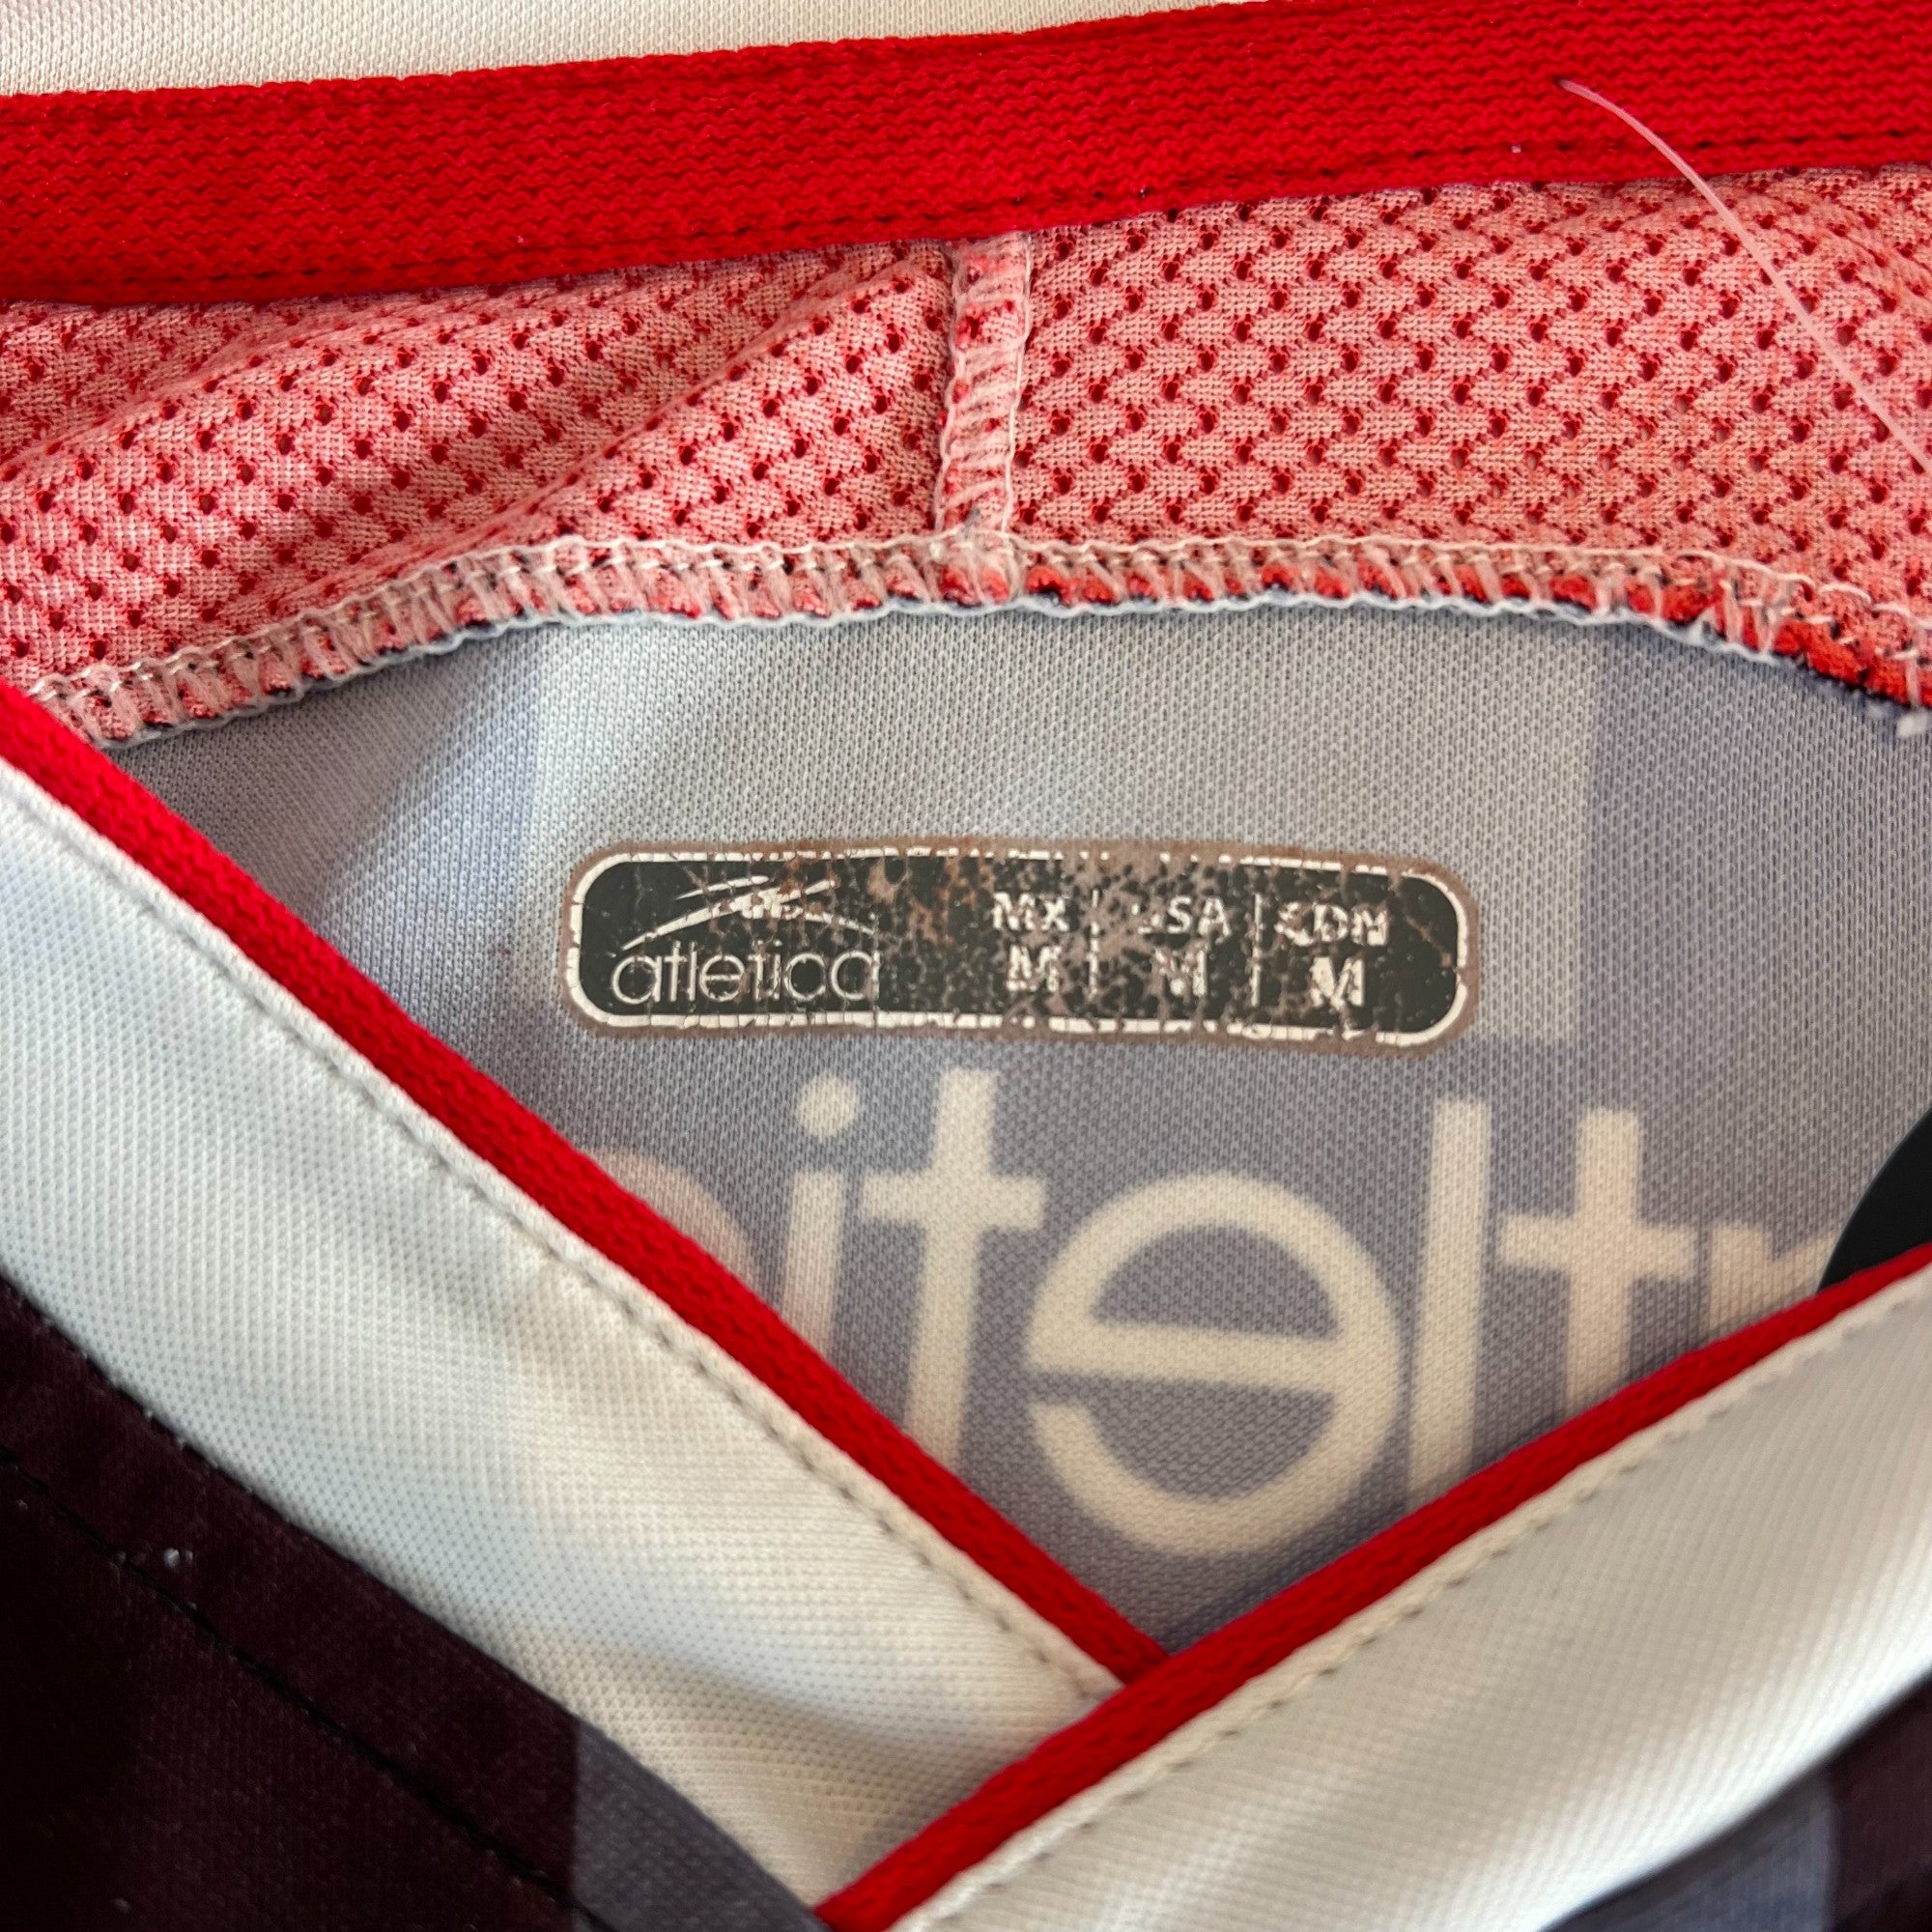 atletica
MX | USA | CDN
M | M | M